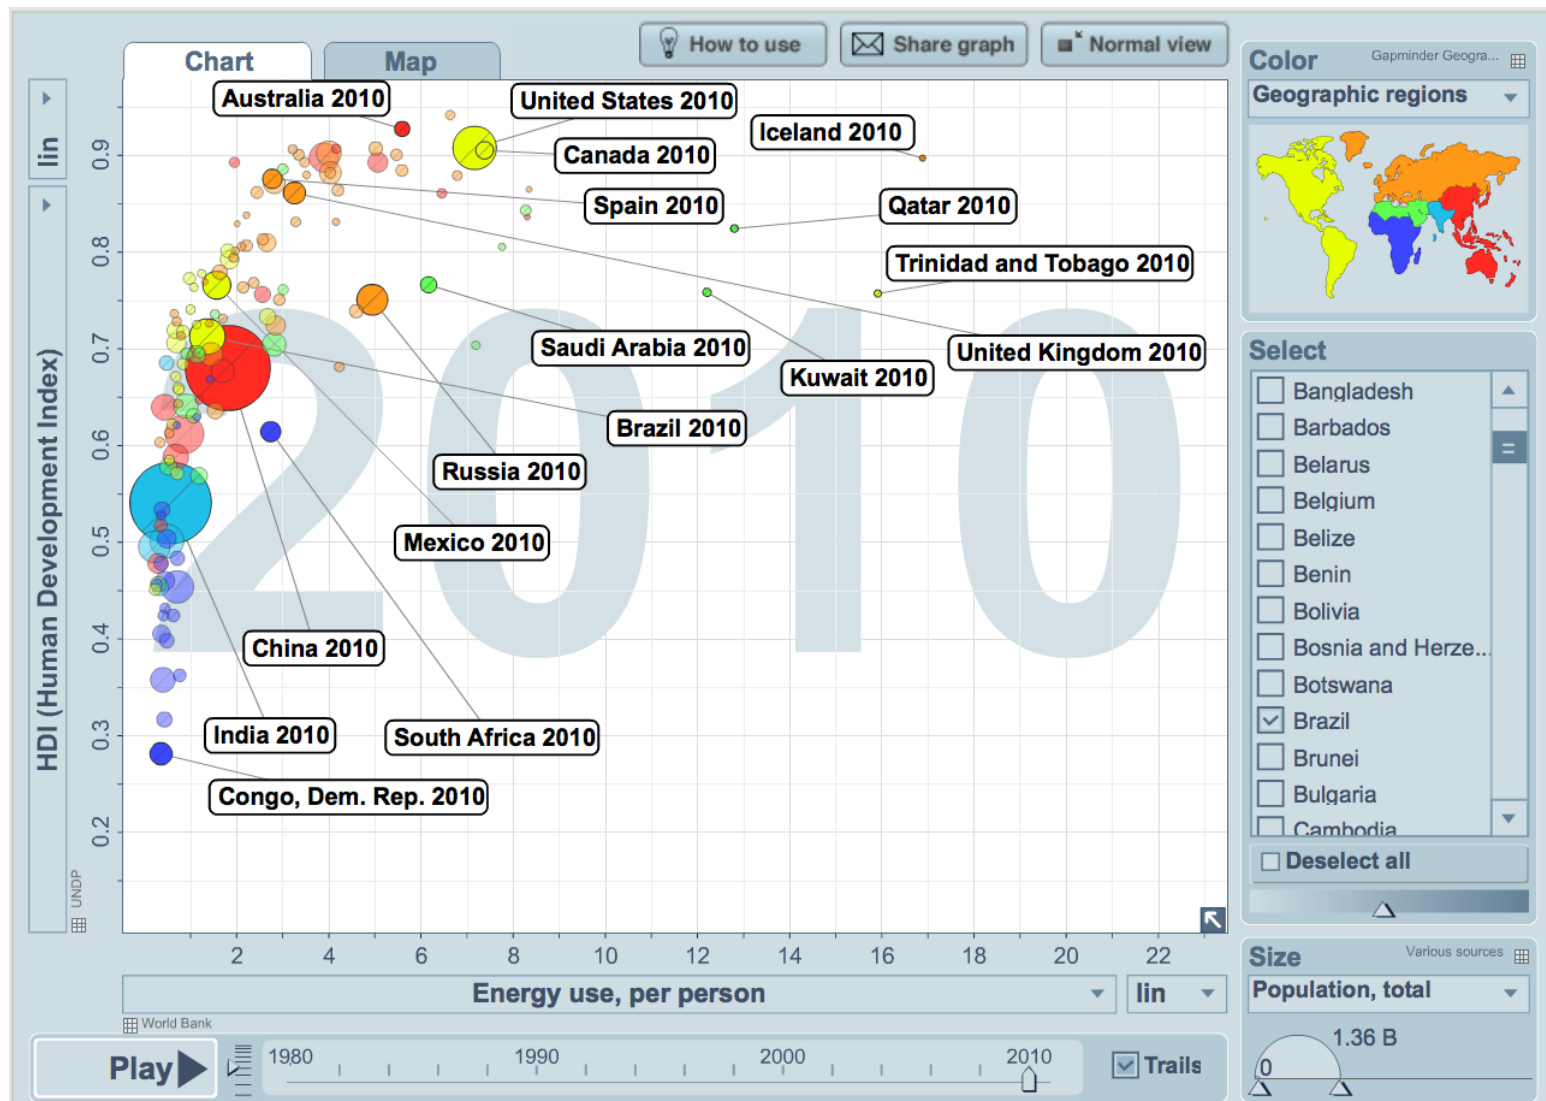 Chart
Map
How to use
Share graph
Normal view
lin
HDI (Human Development Index)
UNDP
0.9
0.8
0.7
0.6
0.5
0.4
0.3
0.2
2010
Australia 2010
United States 2010
Canada 2010
Iceland 2010
Spain 2010
Qatar 2010
Trinidad and Tobago 2010
Saudi Arabia 2010
United Kingdom 2010
Kuwait 2010
Brazil 2010
Russia 2010
Mexico 2010
China 2010
India 2010
South Africa 2010
Congo, Dem. Rep. 2010
2 4 6 8 10 12 14 16 18 20 22
Energy use, per person
lin
World Bank
Play
1980 1990 2000 2010
Trails
Color
Gapminder Geogra...
Geographic regions
Select
Bangladesh
Barbados
Belarus
Belgium
Belize
Benin
Bolivia
Bosnia and Herze...
Botswana
Brazil
Brunei
Bulgaria
Cambodia
Deselect all
Size
Various sources
Population, total
1.36 B
0